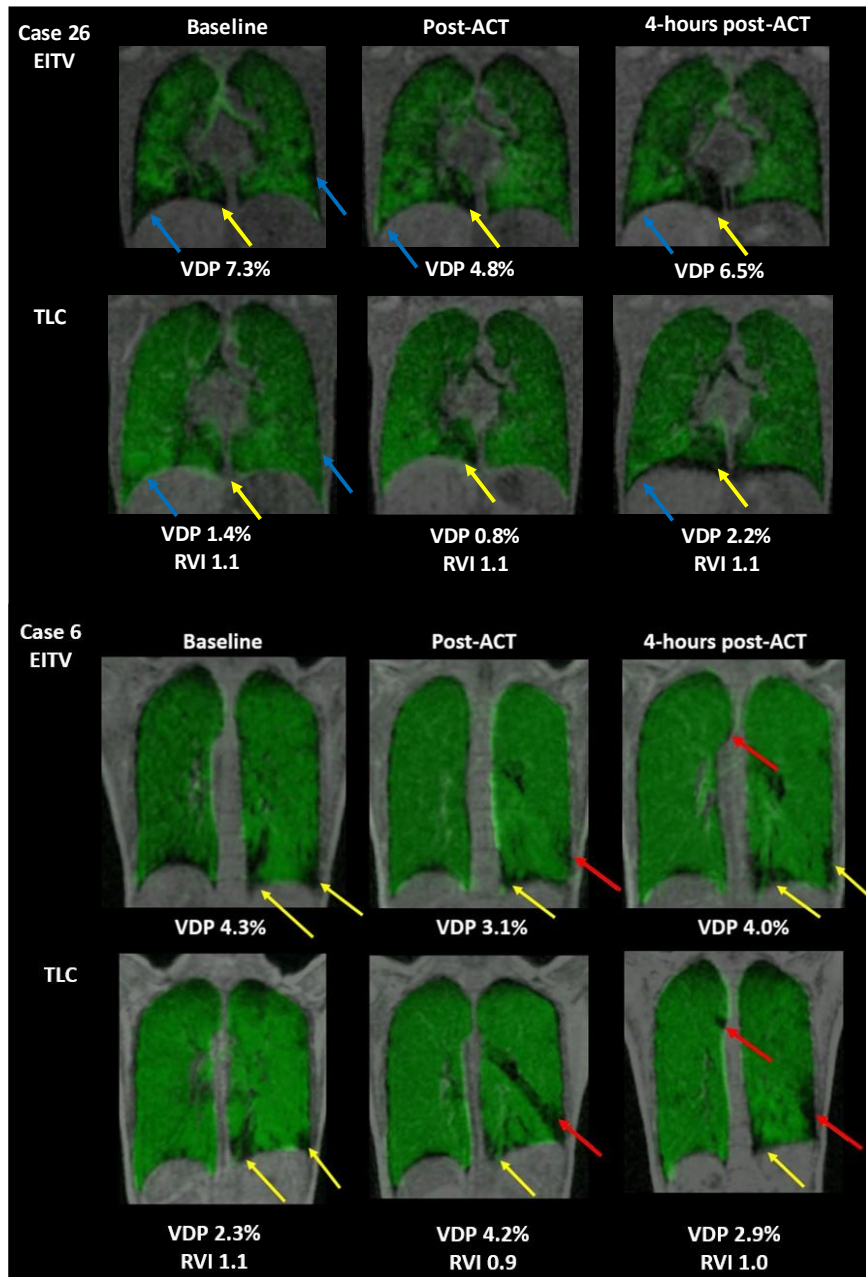 Case 26
EITV
Baseline
Post-ACT
4-hours post-ACT
VDP 7.3%
VDP 4.8%
VDP 6.5%
TLC
VDP 1.4%
RVI 1.1
VDP 0.8%
RVI 1.1
VDP 2.2%
RVI 1.1
Case 6
EITV
Baseline
Post-ACT
4-hours post-ACT
VDP 4.3%
VDP 3.1%
VDP 4.0%
TLC
VDP 2.3%
RVI 1.1
VDP 4.2%
RVI 0.9
VDP 2.9%
RVI 1.0